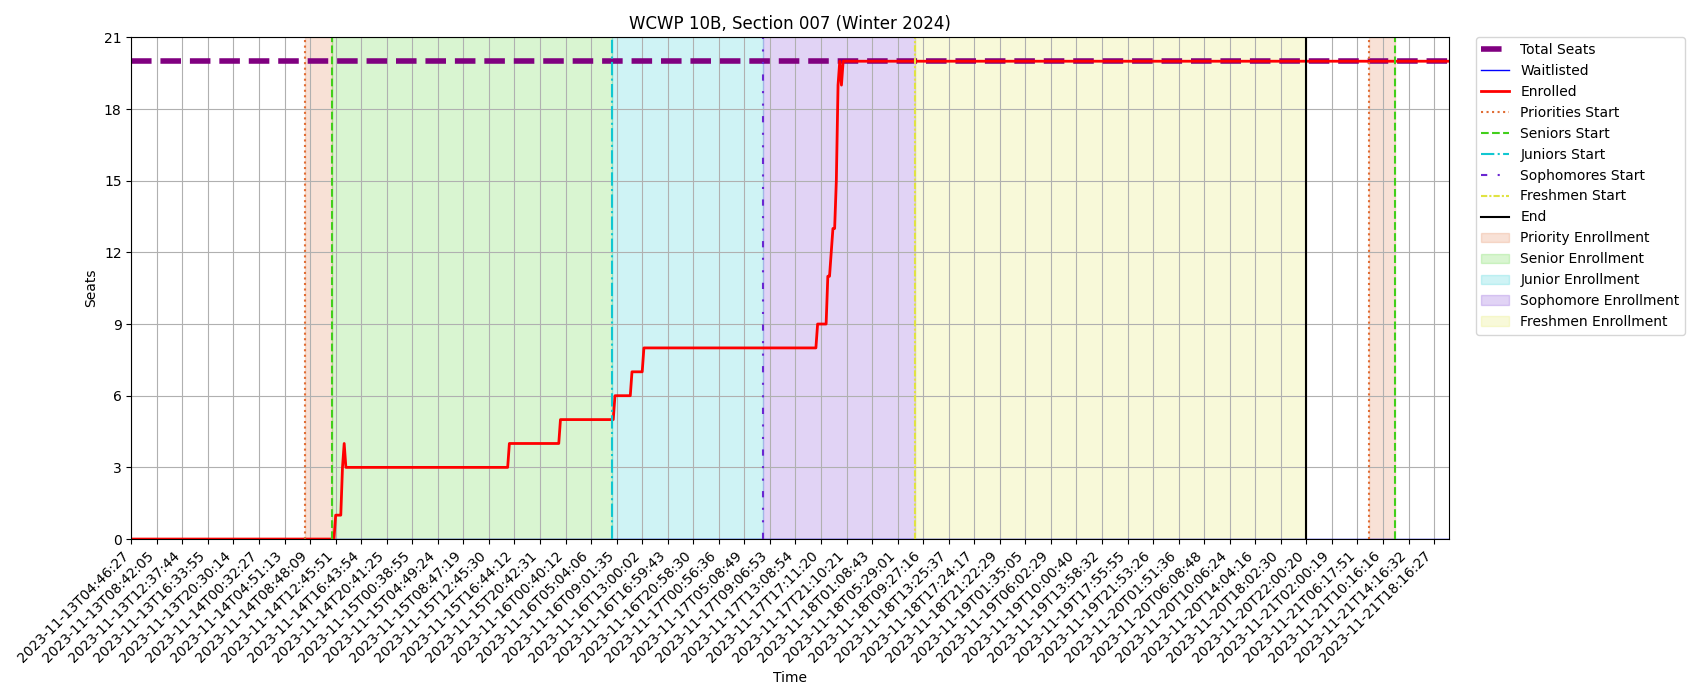 WCWP 10B, Section 007 (Winter 2024)
Seats
21
18
15
12
9
6
3
0
2023-11-13T04:46:27
2023-11-13T08:42:05
2023-11-13T12:37:44
2023-11-13T16:33:55
2023-11-13T20:30:14
2023-11-14T00:32:27
2023-11-14T04:51:13
2023-11-14T08:48:09
2023-11-14T12:45:51
2023-11-14T16:43:54
2023-11-14T20:41:25
2023-11-15T00:38:55
2023-11-15T04:49:24
2023-11-15T08:47:19
2023-11-15T12:45:30
2023-11-15T16:44:12
2023-11-15T20:42:31
2023-11-16T00:40:12
2023-11-16T05:04:06
2023-11-16T09:01:35
2023-11-16T13:00:02
2023-11-16T16:59:43
2023-11-16T20:58:30
2023-11-17T00:56:36
2023-11-17T05:08:49
2023-11-17T09:06:53
2023-11-17T13:08:54
2023-11-17T17:11:20
2023-11-17T21:10:21
2023-11-18T01:08:43
2023-11-18T05:29:01
2023-11-18T09:27:16
2023-11-18T13:25:37
2023-11-18T17:24:17
2023-11-18T21:22:29
2023-11-19T01:35:05
2023-11-19T06:02:29
2023-11-19T10:00:40
2023-11-19T13:58:32
2023-11-19T17:55:55
2023-11-19T21:53:26
2023-11-20T01:51:36
2023-11-20T06:08:48
2023-11-20T10:06:24
2023-11-20T14:04:16
2023-11-20T18:02:30
2023-11-20T22:00:20
2023-11-21T02:00:19
2023-11-21T06:17:51
2023-11-21T10:16:16
2023-11-21T14:16:32
2023-11-21T18:16:27
Time
Total Seats
Waitlisted
Enrolled
Priorities Start
Seniors Start
Juniors Start
Sophomores Start
Freshmen Start
End
Priority Enrollment
Senior Enrollment
Junior Enrollment
Sophomore Enrollment
Freshmen Enrollment